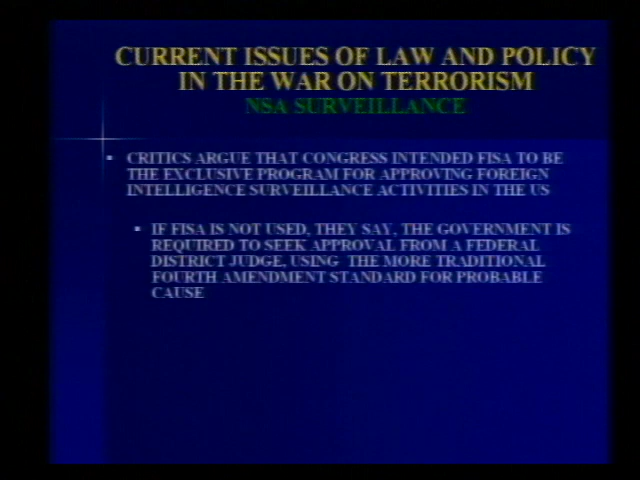 CURRENT ISSUES OF LAW AND POLICY
IN THE WAR ON TERRORISM
NSA SURVEILLANCE
CRITICS ARGUE THAT CONGRESS INTENDED FISA TO BE
THE EXCLUSIVE PROGRAM FOR APPROVING FOREIGN
INTELLIGENCE SURVEILLANCE ACTIVITIES IN THE US
IF FISA IS NOT USED, THEY SAY, THE GOVERNMENT IS
REQUIRED TO SEEK APPROVAL FROM A FEDERAL
DISTRICT JUDGE, USING THE MORE TRADITIONAL
FOURTH AMENDMENT STANDARD FOR PROBABLE
CAUSE